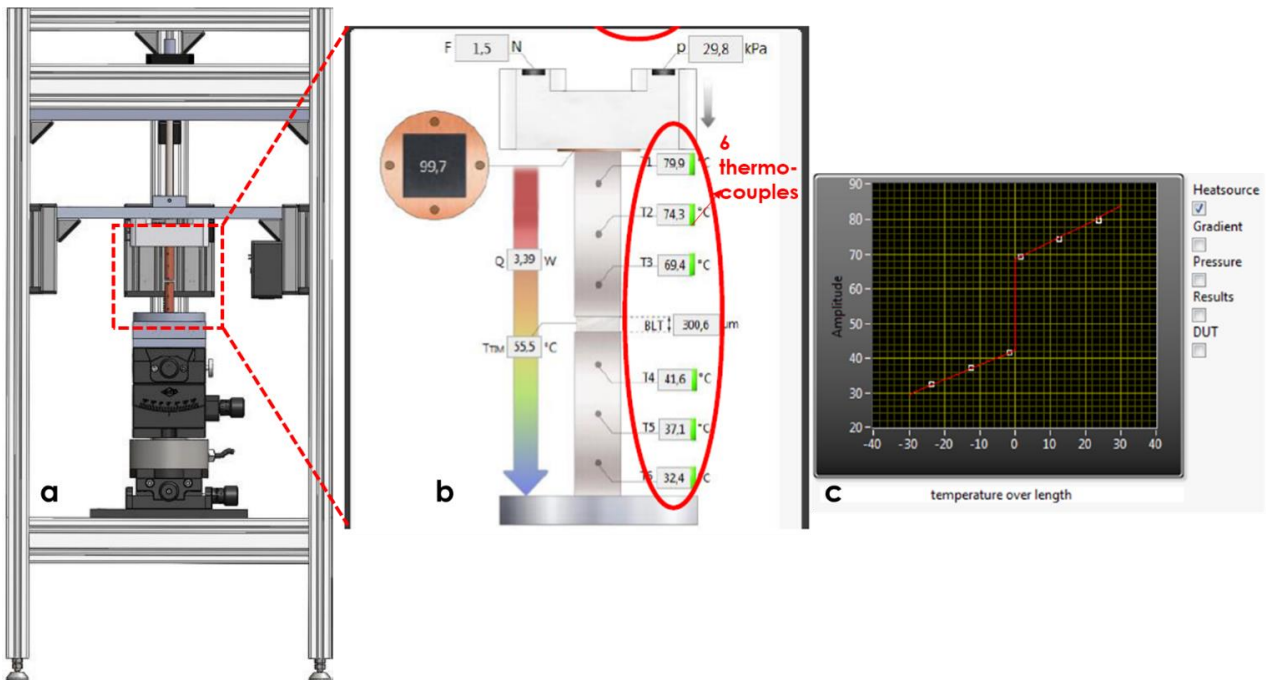 F 1,5 N
p 29,8 kPa
6
thermo-
couples
99,7
T1 79,9 °C
T2 74,3 °C
Q 3,39 W
T3 69,4 °C
BLT 300,6 µm
TTIM 55,5 °C
T4 41,6 °C
T5 37,1 °C
T6 32,4 °C
a
b
c
Amplitude
90
80
70
60
50
40
30
20
-40 -30 -20 -10 0 10 20 30 40
temperature over length
Heatsource
Gradient
Pressure
Results
DUT